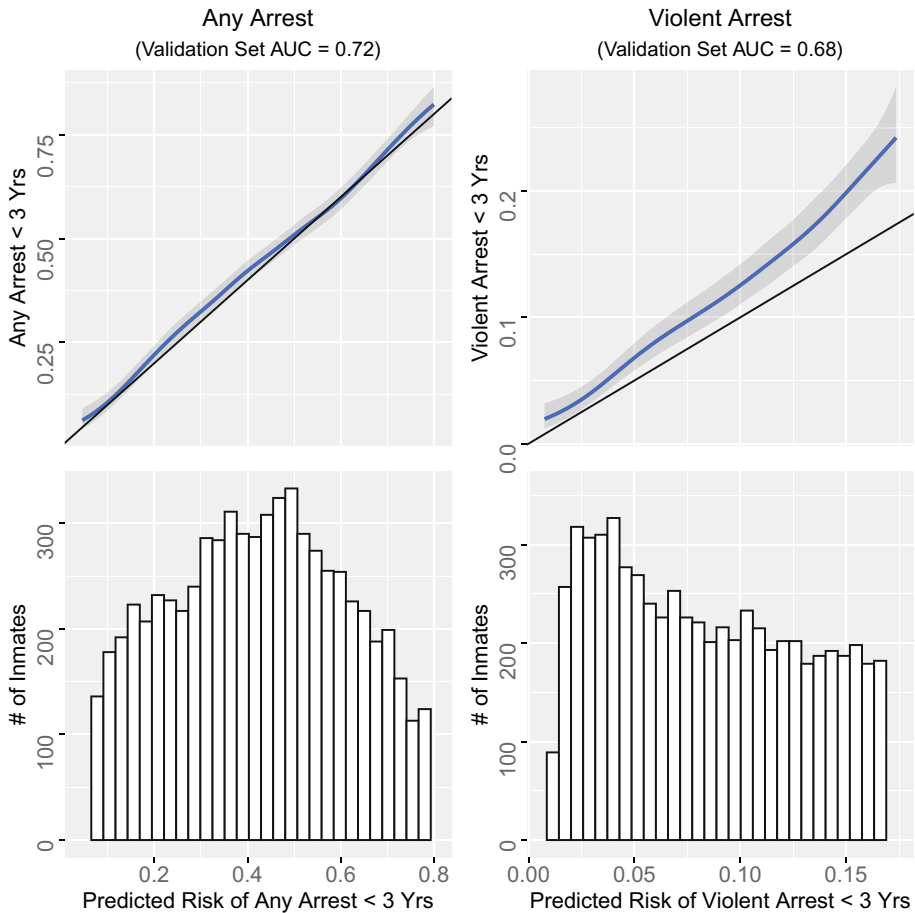 Any Arrest
(Validation Set AUC = 0.72)
Any Arrest < 3 Yrs
0.75
0.50
0.25
Violent Arrest
(Validation Set AUC = 0.68)
Violent Arrest < 3 Yrs
0.2
0.1
0.0
# of Inmates
300
200
100
0
0.2 0.4 0.6 0.8
Predicted Risk of Any Arrest < 3 Yrs
# of Inmates
300
200
100
0
0.00 0.05 0.10 0.15
Predicted Risk of Violent Arrest < 3 Yrs